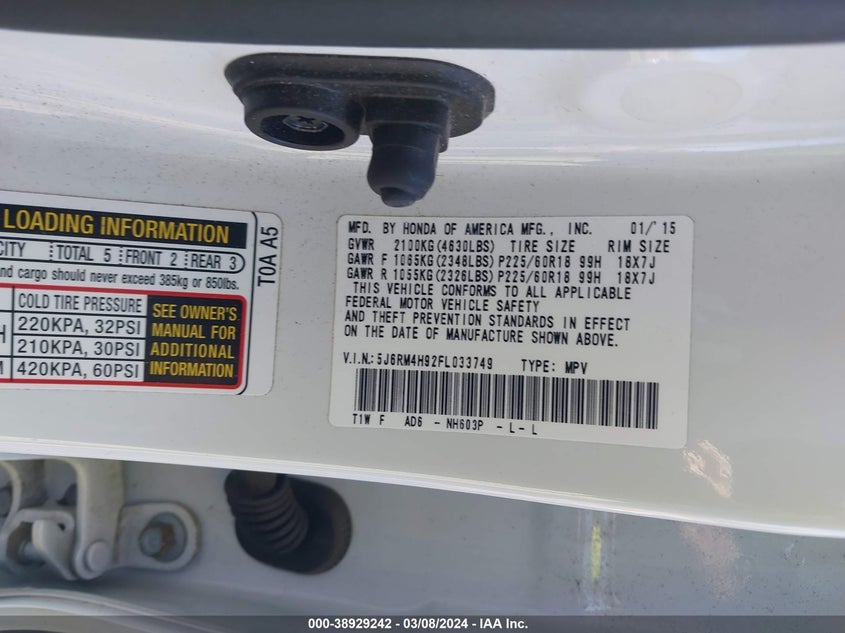 LOADING INFORMATION
CITY TOTAL 5 FRONT 2 REAR 3
and cargo should never exceed 385kg or 850lbs.
COLD TIRE PRESSURE
H 220KPA, 32PSI
210KPA, 30PSI
M 420KPA, 60PSI
SEE OWNER'S
MANUAL FOR
ADDITIONAL
INFORMATION
T0A A5
MFD. BY HONDA OF AMERICA MFG., INC. 01/'15
GVWR 2100KG(4630LBS) TIRE SIZE RIM SIZE
GAWR F 1065KG(2348LBS) P225/60R18 99H 18X7J
GAWR R 1055KG(2326LBS) P225/60R18 99H 18X7J
THIS VEHICLE CONFORMS TO ALL APPLICABLE
FEDERAL MOTOR VEHICLE SAFETY
AND THEFT PREVENTION STANDARDS IN EFFECT
ON THE DATE OF MANUFACTURE SHOWN ABOVE.
V.I.N.: 5J6RM4H92FL033749 TYPE: MPV
T1W F AD6 - NH603P - L - L
000-38929242 - 03/08/2024 - IAA Inc.